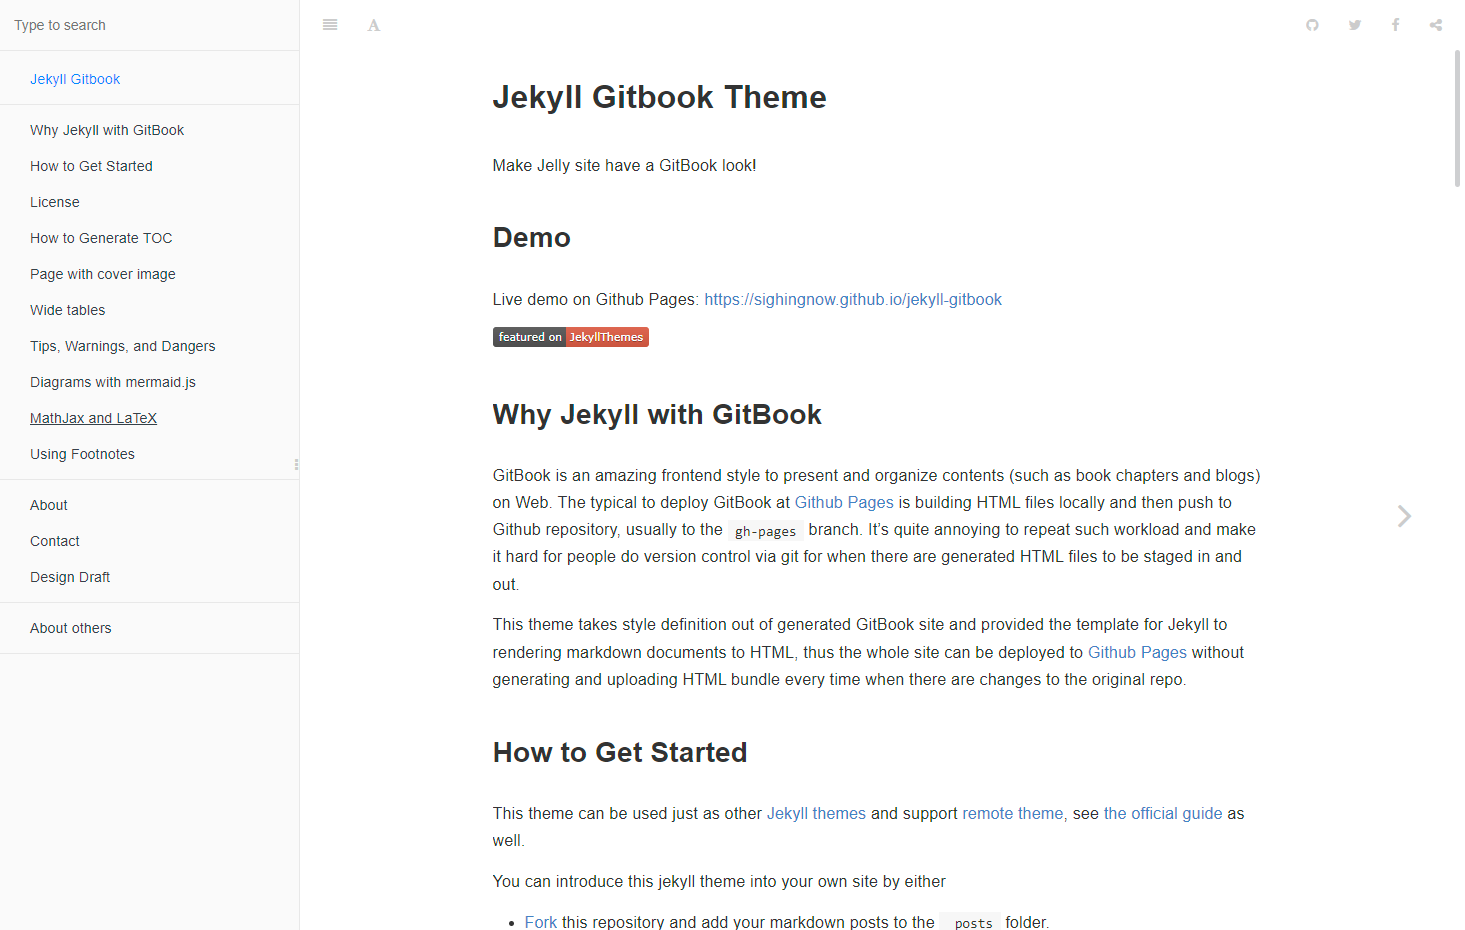 Type to search
Jekyll Gitbook
Why Jekyll with GitBook
How to Get Started
License
How to Generate TOC
Page with cover image
Wide tables
Tips, Warnings, and Dangers
Diagrams with mermaid.js
MathJax and LaTeX
Using Footnotes
About
Contact
Design Draft
About others
A
Jekyll Gitbook Theme
Make Jelly site have a GitBook look!
Demo
Live demo on Github Pages: https://sighingnow.github.io/jekyll-gitbook
featured on JekyllThemes
Why Jekyll with GitBook
GitBook is an amazing frontend style to present and organize contents (such as book chapters and blogs)
on Web. The typical to deploy GitBook at Github Pages is building HTML files locally and then push to
Github repository, usually to the gh-pages branch. It’s quite annoying to repeat such workload and make
it hard for people do version control via git for when there are generated HTML files to be staged in and
out.
This theme takes style definition out of generated GitBook site and provided the template for Jekyll to
rendering markdown documents to HTML, thus the whole site can be deployed to Github Pages without
generating and uploading HTML bundle every time when there are changes to the original repo.
How to Get Started
This theme can be used just as other Jekyll themes and support remote theme, see the official guide as
well.
You can introduce this jekyll theme into your own site by either
• Fork this repository and add your markdown posts to the posts folder.